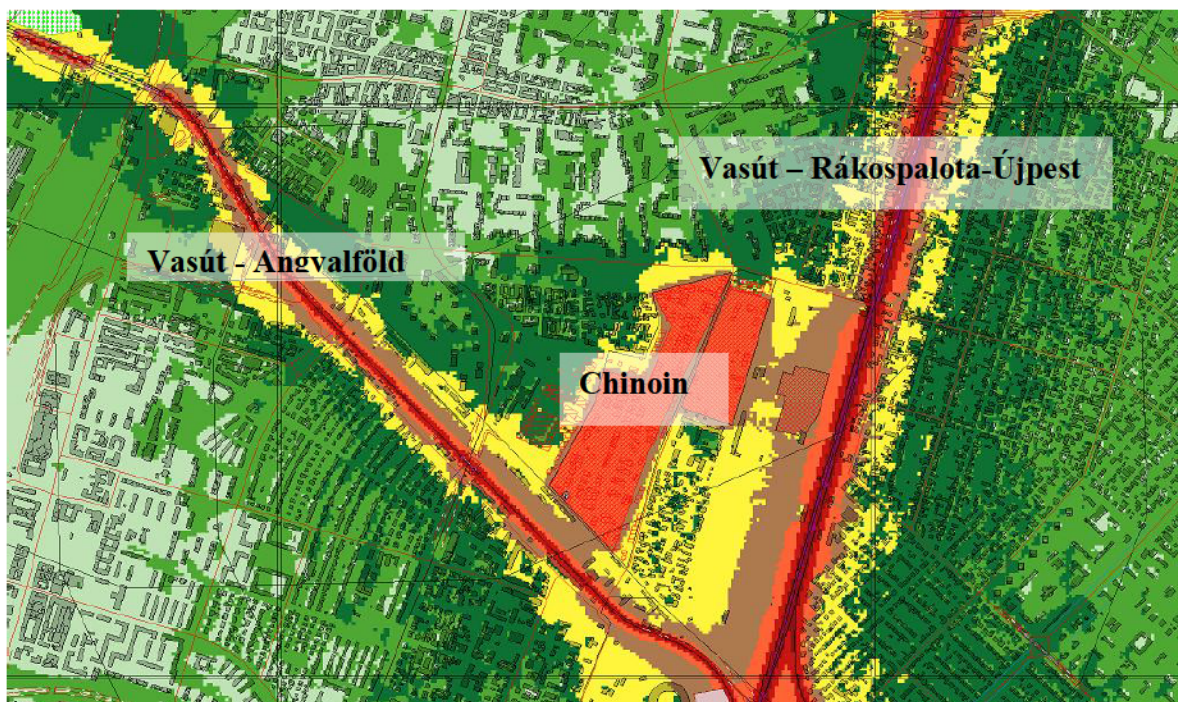 Vasút – Rákospalota-Újpest
Vasút - Angyalföld
Chinoin